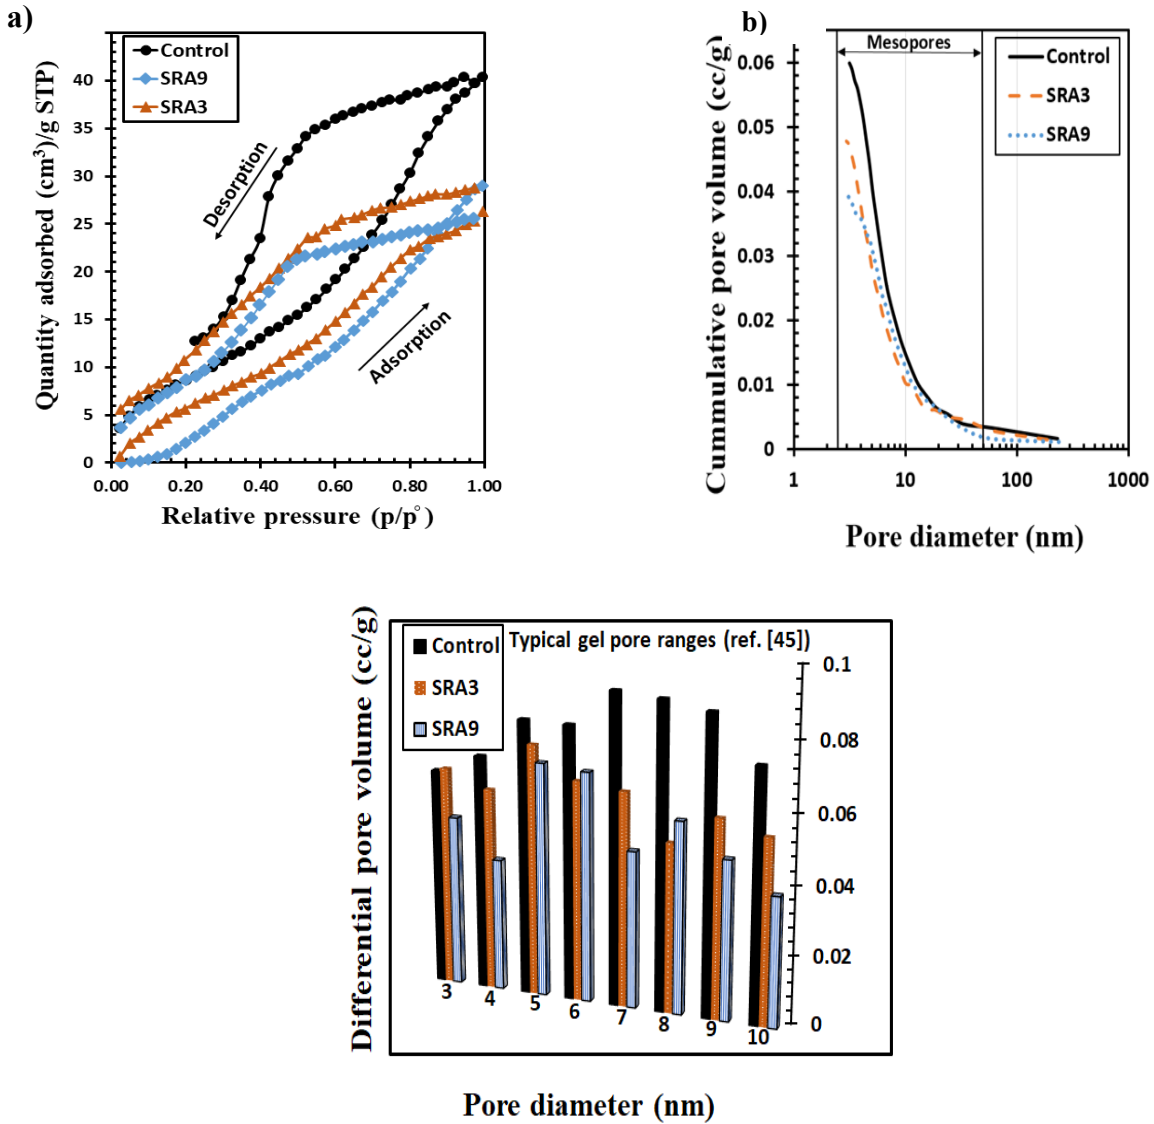 a)
Control
SRA9
SRA3
Desorption
Adsorption
Quantity adsorbed (cm³)/g STP
40
35
30
25
20
15
10
5
0
0.00 0.20 0.40 0.60 0.80 1.00
Relative pressure (p/p°)
b)
Mesopores
Control
SRA3
SRA9
Cummulative pore volume (cc/g)
0.06
0.05
0.04
0.03
0.02
0.01
0
1 10 100 1000
Pore diameter (nm)
Control
SRA3
SRA9
Typical gel pore ranges (ref. [45])
Differential pore volume (cc/g)
0.1
0.08
0.06
0.04
0.02
0
3 4 5 6 7 8 9 10
Pore diameter (nm)